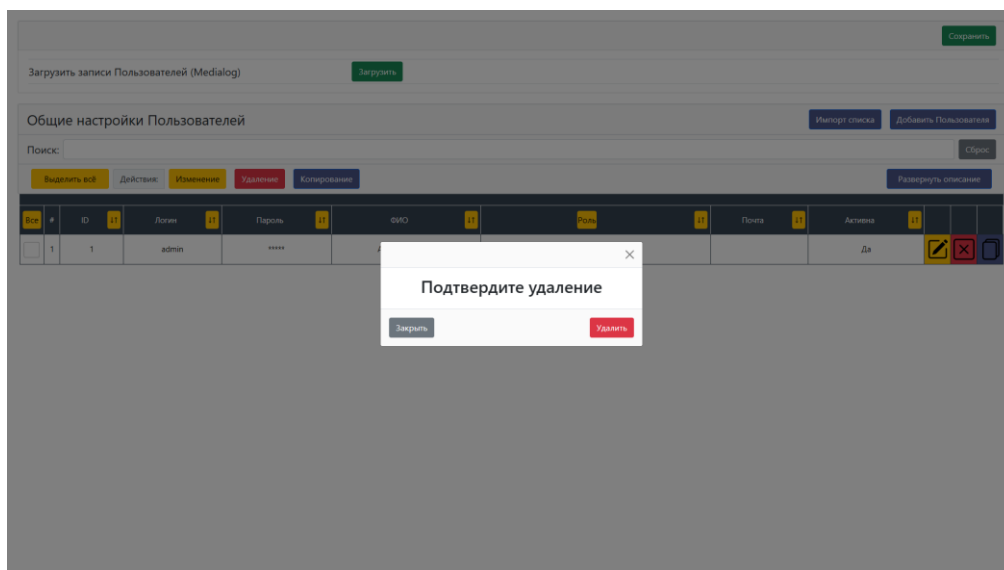 Сохранить
Загрузить записи Пользователей (Medialog) Загрузить
Общие настройки Пользователей Импорт списка Добавить Пользователя
Поиск: Сброс
Выделить всё Действия: Изменение Удаление Копирование Развернуть описание
Все # ID Логин Пароль ФИО Роль Почта Активна
1 1 admin ***** Да
Подтвердите удаление
Закрыть Удалить